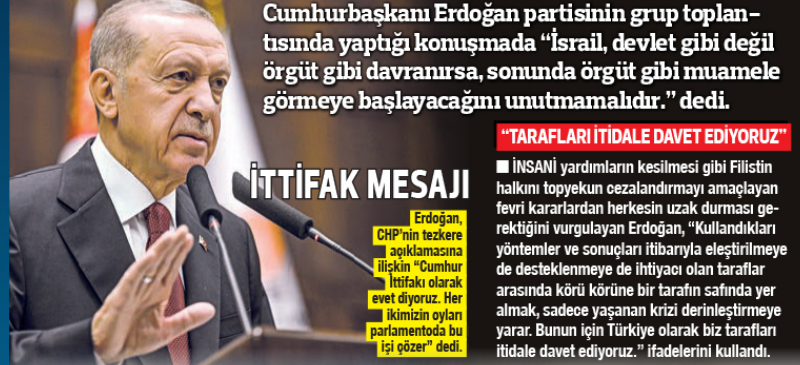 Cumhurbaşkanı Erdoğan partisinin grup toplan-
tısında yaptığı konuşmada “İsrail, devlet gibi değil
örgüt gibi davranırsa, sonunda örgüt gibi muamele
görmeye başlayacağını unutmamalıdır.” dedi.
İTTİFAK MESAJI
Erdoğan,
CHP’nin tezkere
açıklamasına
ilişkin “Cumhur
İttifakı olarak
evet diyoruz. Her
ikimizin oyları
parlamentoda bu
işi çözer” dedi.
“TARAFLARI İTİDALE DAVET EDİYORUZ”
■ İNSANİ yardımların kesilmesi gibi Filistin
halkını topyekun cezalandırmayı amaçlayan
fevri kararlardan herkesin uzak durması ge-
rektiğini vurgulayan Erdoğan, “Kullandıkları
yöntemler ve sonuçları itibarıyla eleştirilmeye
de desteklenmeye de ihtiyacı olan taraflar
arasında körü körüne bir tarafın safında yer
almak, sadece yaşanan krizi derinleştirmeye
yarar. Bunun için Türkiye olarak biz tarafları
itidale davet ediyoruz.” ifadelerini kullandı.